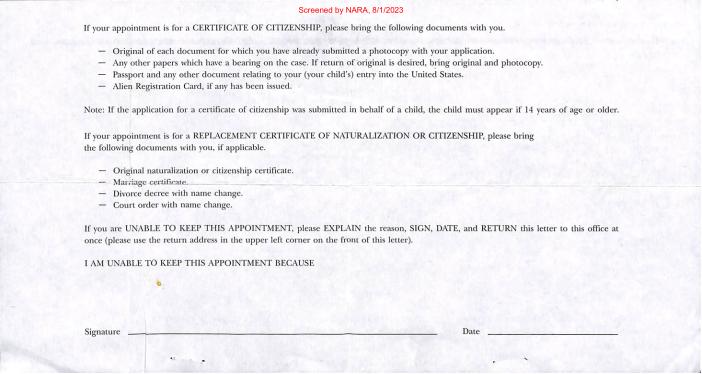 Screened by NARA, 8/1/2023
If your appointment is for a CERTIFICATE OF CITIZENSHIP, please bring the following documents with you.
— Original of each document for which you have already submitted a photocopy with your application.
— Any other papers which have a bearing on the case. If return of original is desired, bring original and photocopy.
— Passport and any other document relating to your (your child's) entry into the United States.
— Alien Registration Card, if any has been issued.
Note: If the application for a certificate of citizenship was submitted in behalf of a child, the child must appear if 14 years of age or older.
If your appointment is for a REPLACEMENT CERTIFICATE OF NATURALIZATION OR CITIZENSHIP, please bring
the following documents with you, if applicable.
— Original naturalization or citizenship certificate.
— Marriage certificate.
— Divorce decree with name change.
— Court order with name change.
If you are UNABLE TO KEEP THIS APPOINTMENT, please EXPLAIN the reason, SIGN, DATE, and RETURN this letter to this office at
once (please use the return address in the upper left corner on the front of this letter).
I AM UNABLE TO KEEP THIS APPOINTMENT BECAUSE
Signature Date